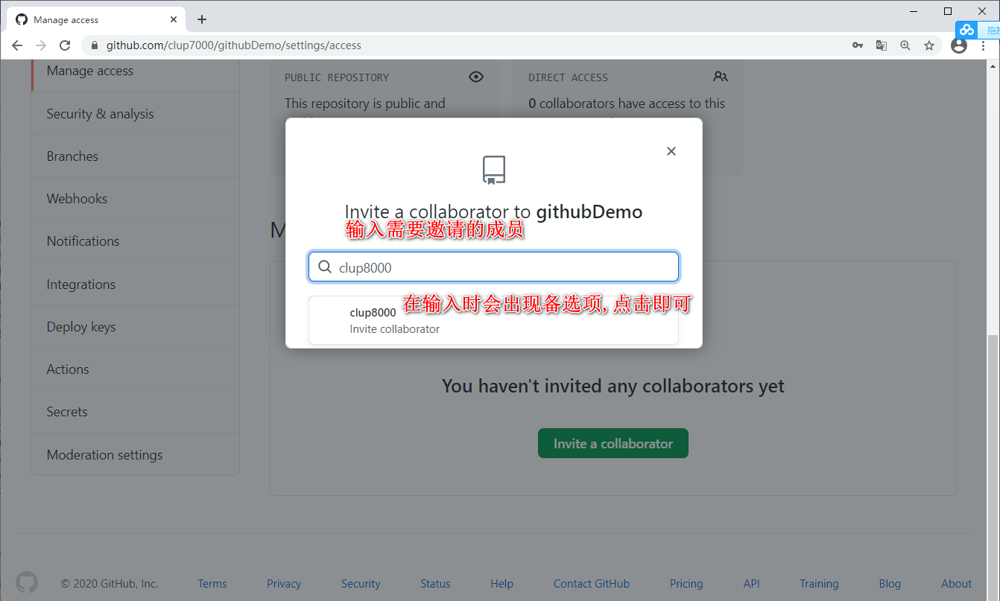 Manage access
github.com/clup7000/githubDemo/settings/access
拖拽
Manage access
Security & analysis
Branches
Webhooks
Notifications
Integrations
Deploy keys
Actions
Secrets
Moderation settings
PUBLIC REPOSITORY
This repository is public and
DIRECT ACCESS
0 collaborators have access to this
Invite a collaborator to githubDemo
输入需要邀请的成员
clup8000
clup8000
在输入时会出现备选项, 点击即可
Invite collaborator
You haven't invited any collaborators yet
Invite a collaborator
© 2020 GitHub, Inc.
Terms
Privacy
Security
Status
Help
Contact GitHub
Pricing
API
Training
Blog
About